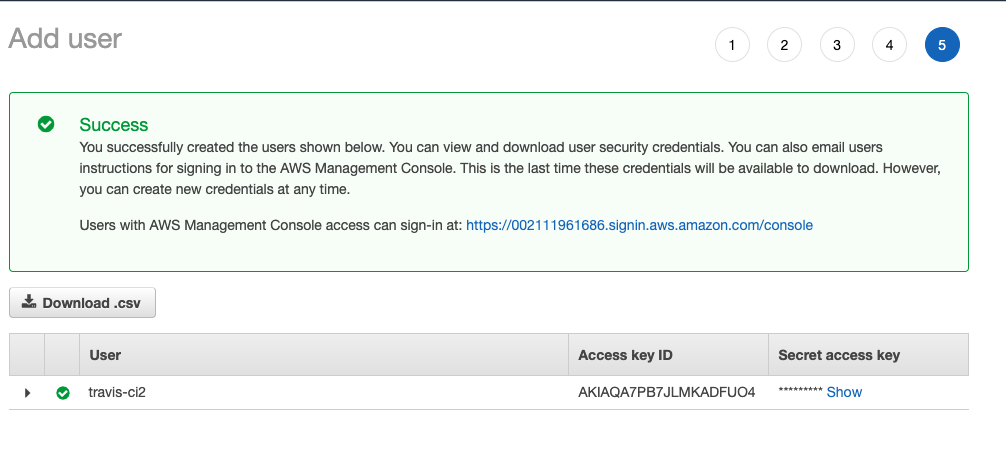 Add user
1 2 3 4 5
Success
You successfully created the users shown below. You can view and download user security credentials. You can also email users
instructions for signing in to the AWS Management Console. This is the last time these credentials will be available to download. However,
you can create new credentials at any time.
Users with AWS Management Console access can sign-in at: https://002111961686.signin.aws.amazon.com/console
Download .csv
User Access key ID Secret access key
travis-ci2 AKIAQA7PB7JLMKADFUO4 ********* Show